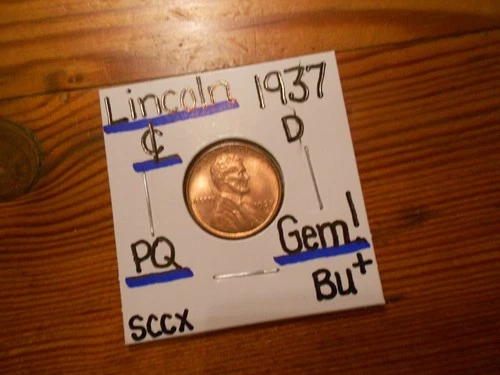 Lincoln 1937
¢ D
PQ Gem!
Bu+
sccx